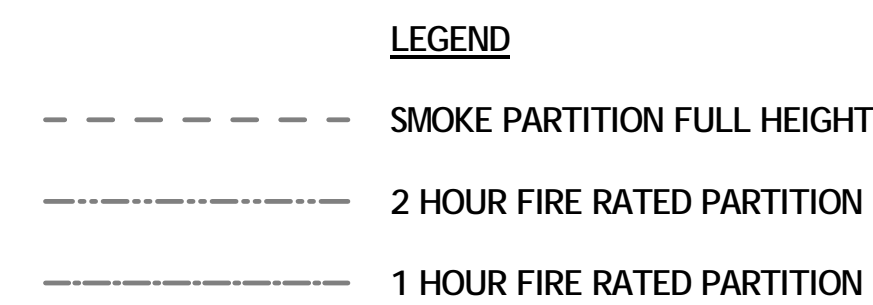 LEGEND
SMOKE PARTITION FULL HEIGHT
2 HOUR FIRE RATED PARTITION
1 HOUR FIRE RATED PARTITION